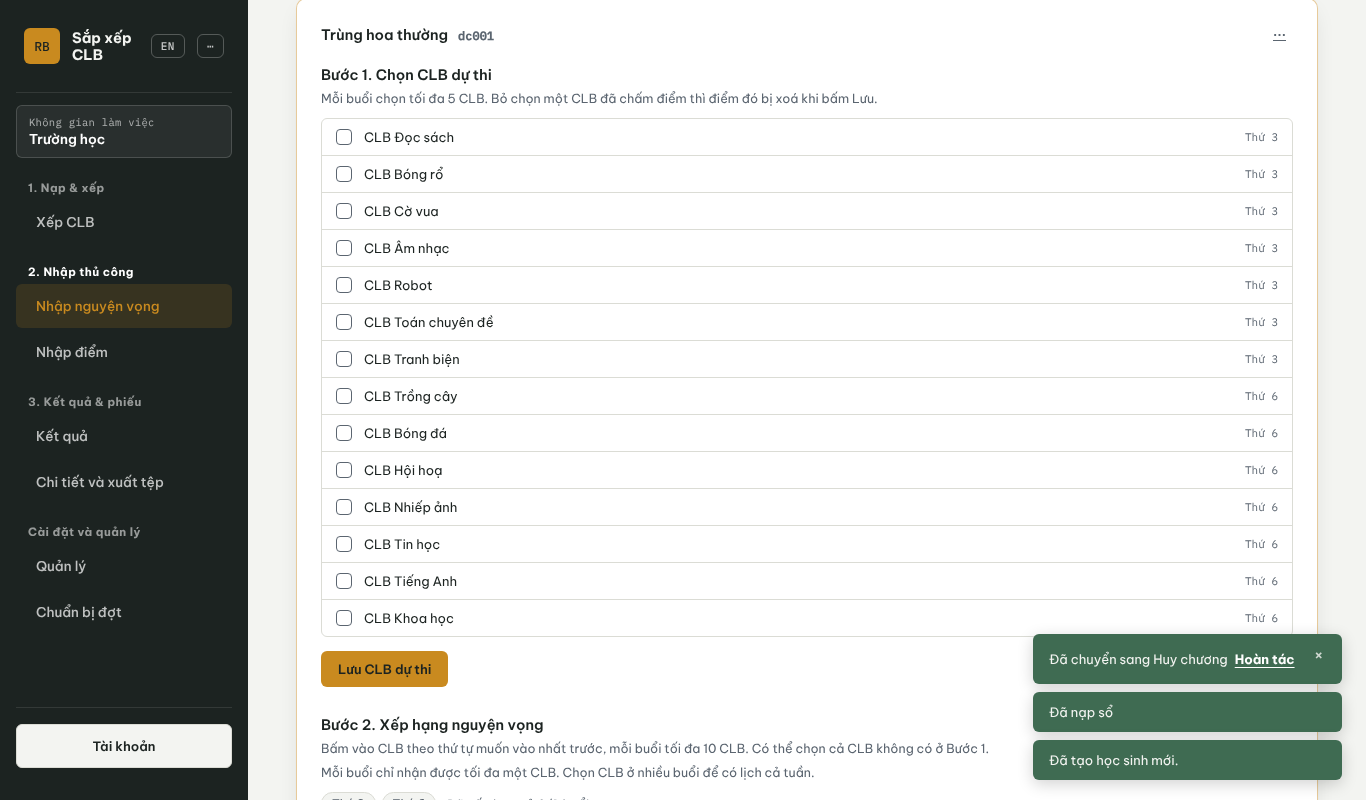 RB
Sắp xếp
CLB
EN
…
Không gian làm việc
Trường học
1. Nạp & xếp
Xếp CLB
2. Nhập thủ công
Nhập nguyện vọng
Nhập điểm
3. Kết quả & phiếu
Kết quả
Chi tiết và xuất tệp
Cài đặt và quản lý
Quản lý
Chuẩn bị đợt
Tài khoản
Trùng hoa thường dc001
…
Bước 1. Chọn CLB dự thi
Mỗi buổi chọn tối đa 5 CLB. Bỏ chọn một CLB đã chấm điểm thì điểm đó bị xoá khi bấm Lưu.
CLB Đọc sách Thứ 3
CLB Bóng rổ Thứ 3
CLB Cờ vua Thứ 3
CLB Âm nhạc Thứ 3
CLB Robot Thứ 3
CLB Toán chuyên đề Thứ 3
CLB Tranh biện Thứ 3
CLB Trồng cây Thứ 6
CLB Bóng đá Thứ 6
CLB Hội hoạ Thứ 6
CLB Nhiếp ảnh Thứ 6
CLB Tin học Thứ 6
CLB Tiếng Anh Thứ 6
CLB Khoa học Thứ 6
Lưu CLB dự thi
Bước 2. Xếp hạng nguyện vọng
Bấm vào CLB theo thứ tự muốn vào nhất trước, mỗi buổi tối đa 10 CLB. Có thể chọn cả CLB không có ở Bước 1.
Mỗi buổi chỉ nhận được tối đa một CLB. Chọn CLB ở nhiều buổi để có lịch cả tuần.
Đã chuyển sang Huy chương Hoàn tác ×
Đã nạp sổ
Đã tạo học sinh mới.